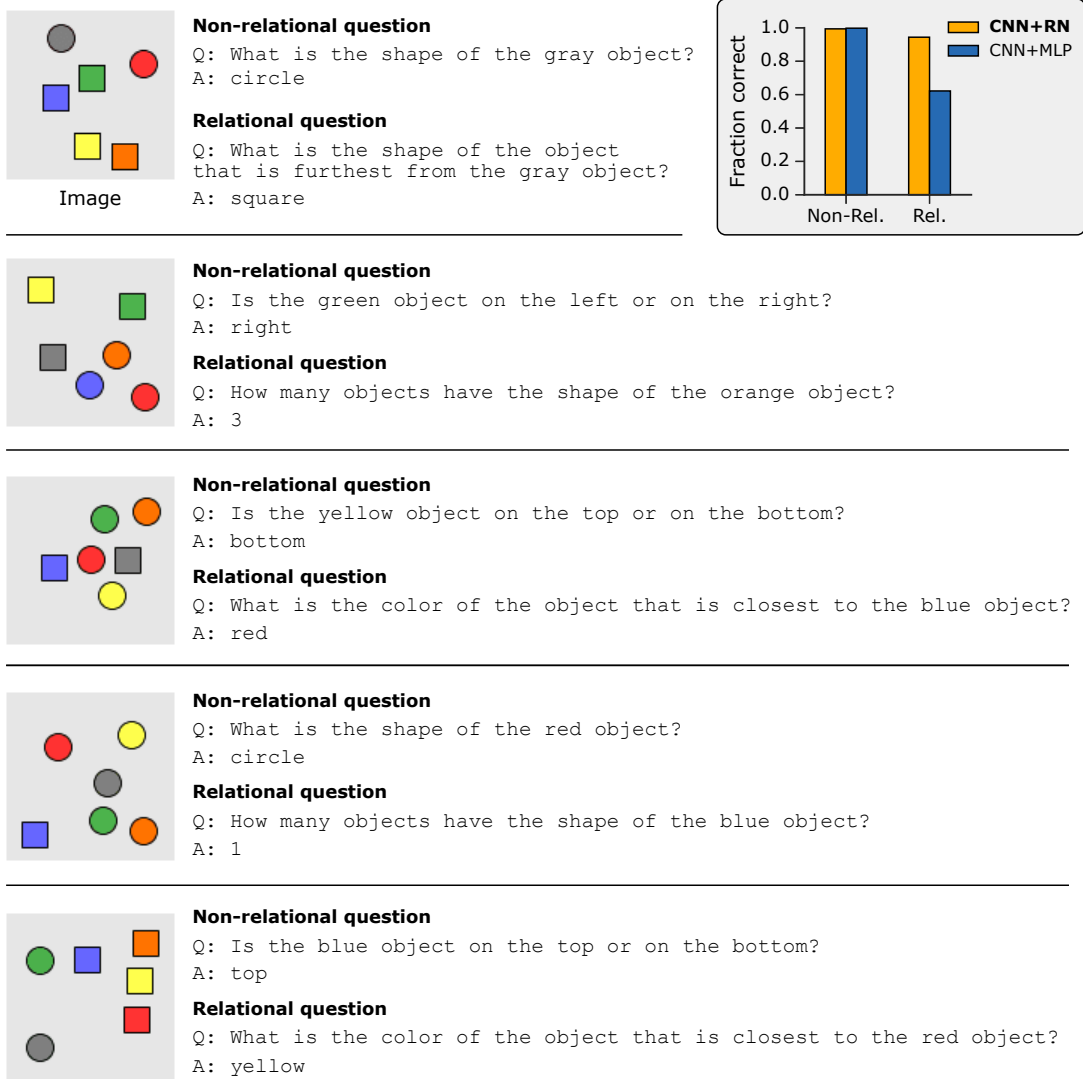 Non-relational question
Q: What is the shape of the gray object?
A: circle
Relational question
Q: What is the shape of the object
that is furthest from the gray object?
A: square
Image
Fraction correct
1.0
0.8
0.6
0.4
0.2
0.0
Non-Rel.
Rel.
CNN+RN
CNN+MLP
Non-relational question
Q: Is the green object on the left or on the right?
A: right
Relational question
Q: How many objects have the shape of the orange object?
A: 3
Non-relational question
Q: Is the yellow object on the top or on the bottom?
A: bottom
Relational question
Q: What is the color of the object that is closest to the blue object?
A: red
Non-relational question
Q: What is the shape of the red object?
A: circle
Relational question
Q: How many objects have the shape of the blue object?
A: 1
Non-relational question
Q: Is the blue object on the top or on the bottom?
A: top
Relational question
Q: What is the color of the object that is closest to the red object?
A: yellow